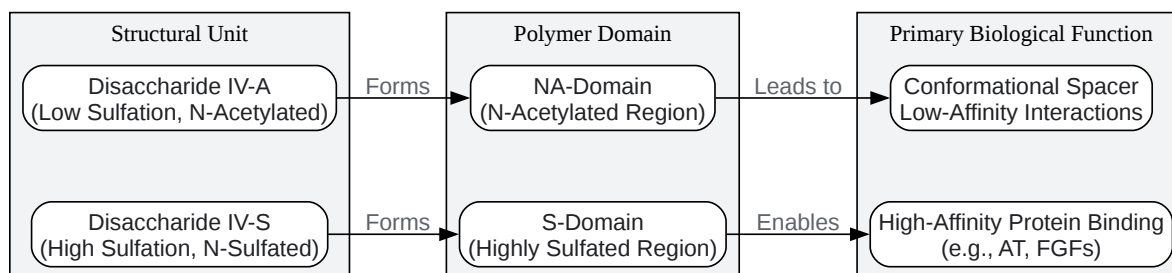 Structural Unit
Polymer Domain
Primary Biological Function
Disaccharide IV-A
(Low Sulfation, N-Acetylated)
Forms
NA-Domain
(N-Acetylated Region)
Leads to
Conformational Spacer
Low-Affinity Interactions
Disaccharide IV-S
(High Sulfation, N-Sulfated)
Forms
S-Domain
(Highly Sulfated Region)
Enables
High-Affinity Protein Binding
(e.g., AT, FGFs)